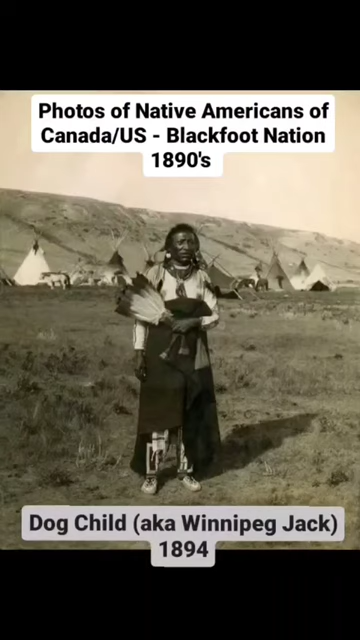 Photos of Native Americans of
Canada/US - Blackfoot Nation
1890's
Dog Child (aka Winnipeg Jack)
1894